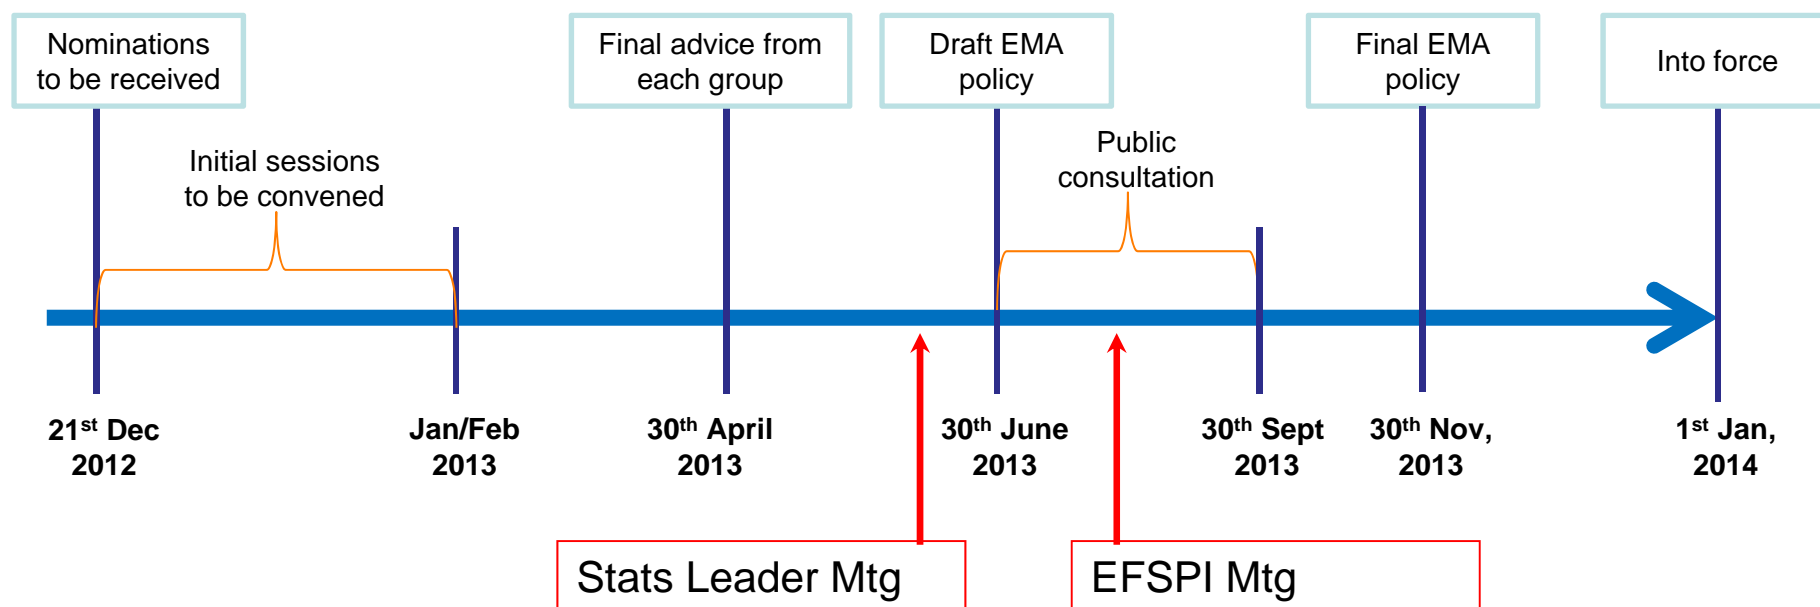 Nominations
to be received
Final advice from
each group
Draft EMA
policy
Final EMA
policy
Into force
Initial sessions
to be convened
Public
consultation
21st Dec
2012
Jan/Feb
2013
30th April
2013
30th June
2013
30th Sept
2013
30th Nov,
2013
1st Jan,
2014
Stats Leader Mtg
EFSPI Mtg